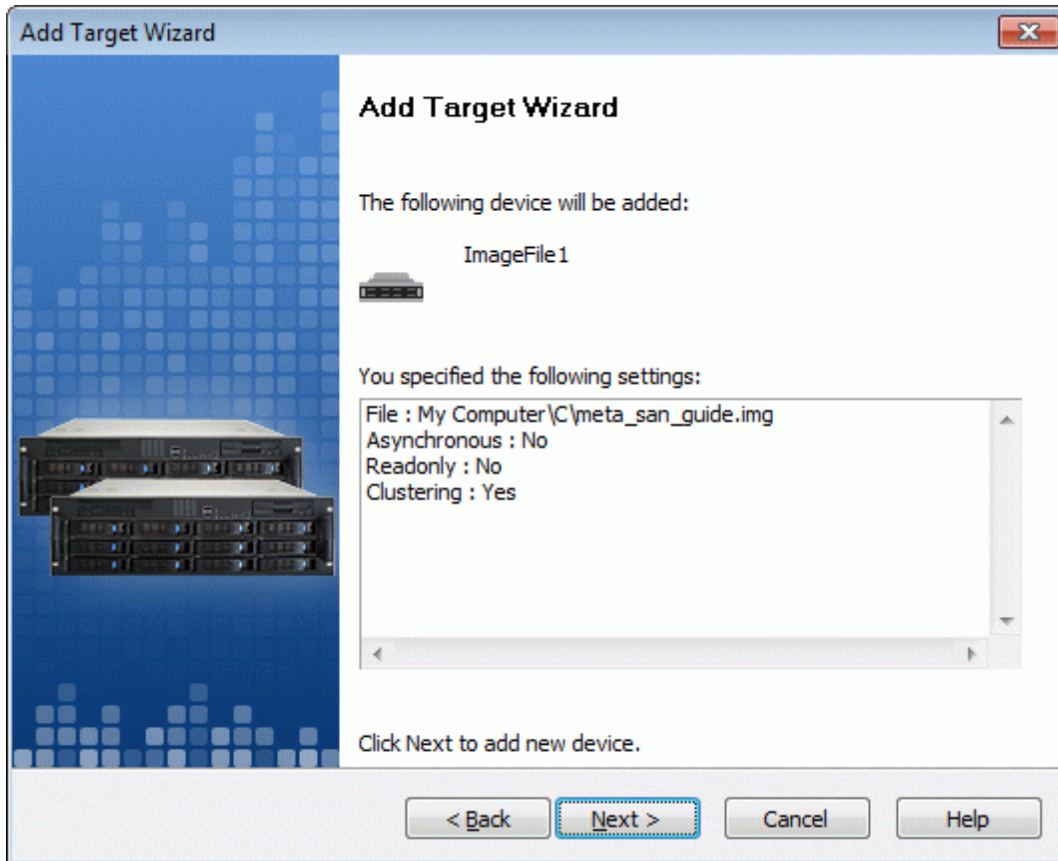 Add Target Wizard
Add Target Wizard
The following device will be added:
ImageFile1
You specified the following settings:
File : My Computer\C\meta_san_guide.img
Asynchronous : No
Readonly : No
Clustering : Yes
Click Next to add new device.
< Back
Next >
Cancel
Help